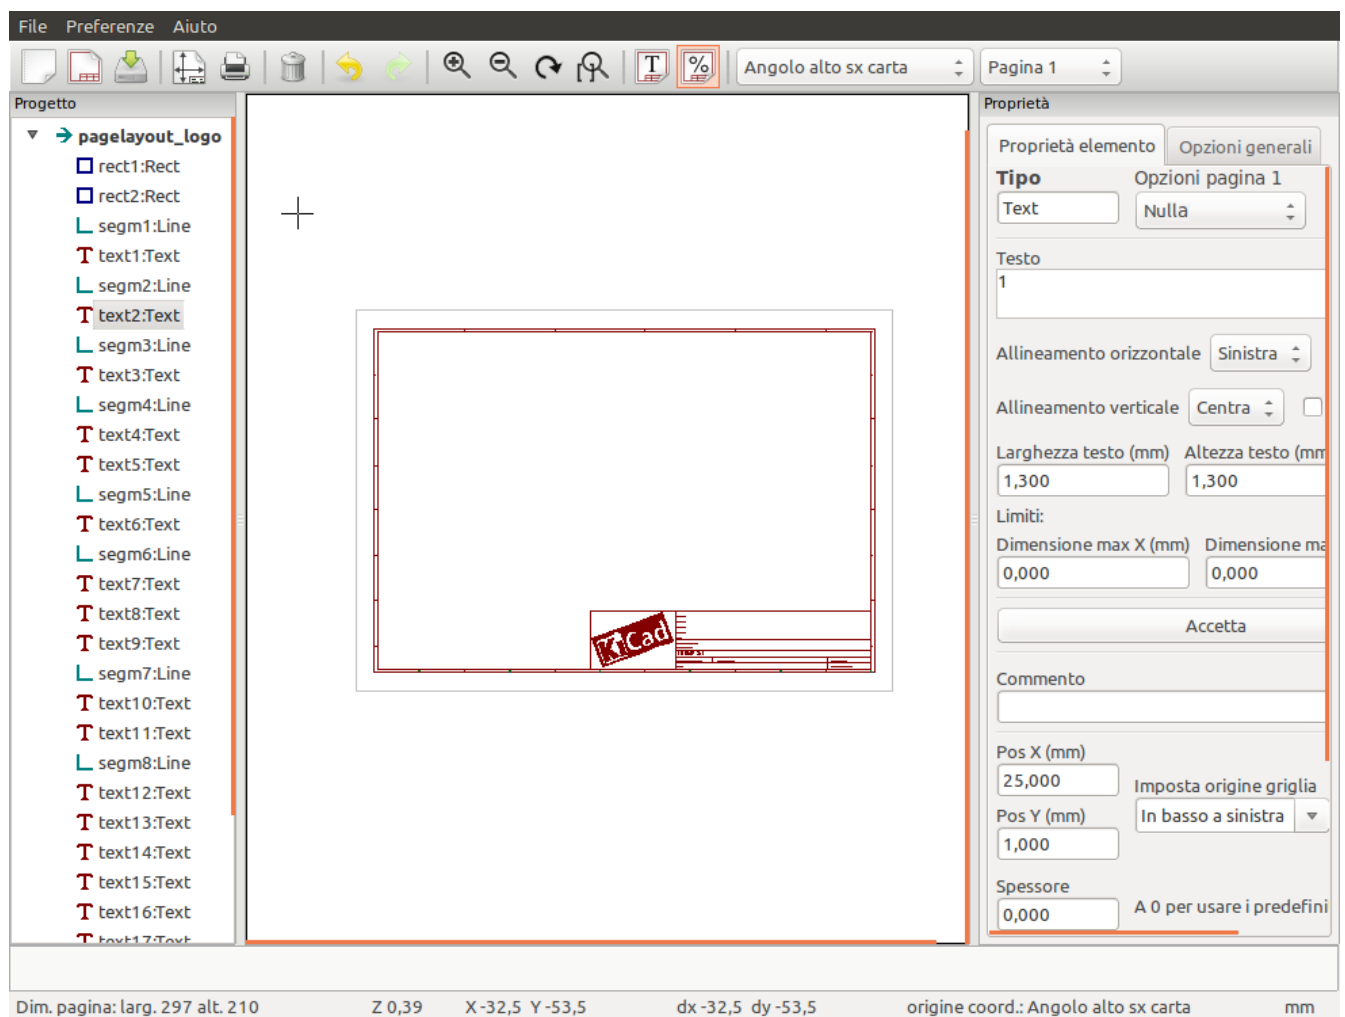 File Preferenze Aiuto
T % Angolo alto sx carta Pagina 1
Progetto
pagelayout_logo
rect1:Rect
rect2:Rect
segm1:Line
text1:Text
segm2:Line
text2:Text
segm3:Line
text3:Text
segm4:Line
text4:Text
text5:Text
segm5:Line
text6:Text
segm6:Line
text7:Text
text8:Text
text9:Text
segm7:Line
text10:Text
text11:Text
segm8:Line
text12:Text
text13:Text
text14:Text
text15:Text
text16:Text
text17:Text
KiCad
Proprietà
Proprietà elemento Opzioni generali
Tipo Opzioni pagina 1
Text Nulla
Testo
1
Allineamento orizzontale Sinistra
Allineamento verticale Centra
Larghezza testo (mm) Altezza testo (mm
1,300 1,300
Limiti:
Dimensione max X (mm) Dimensione ma
0,000 0,000
Accetta
Commento
Pos X (mm)
25,000 Imposta origine griglia
Pos Y (mm) In basso a sinistra
1,000
Spessore
0,000 A 0 per usare i predefini
Dim. pagina: larg. 297 alt. 210 Z 0,39 X -32,5 Y -53,5 dx -32,5 dy -53,5 origine coord.: Angolo alto sx carta mm